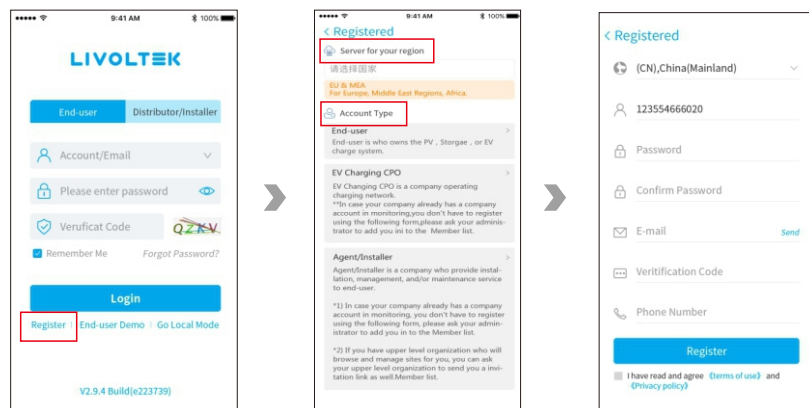 9:41 AM
100%
LIVOLTEK
End-user
Distributor/Installer
Account/Email
Please enter password
Veruficat Code
QZKV
Remember Me
Forgot Password?
Login
Register
End-user Demo
Go Local Mode
V2.9.4 Build(e223739)
9:41 AM
100%
< Registered
Server for your region
请选择国家
EU & MEA
For Europe, Middle East Regions, Africa.
Account Type
End-user
End-user is who owns the PV , Storgae , or EV
charge system.
EV Charging CPO
EV Changing CPO is a company operating
charging network.
**In case your company already has a company
account in monitoring,you don't have to register
using the following form,please ask your adminis-
trator to add you ini to the Member list.
Agent/Installer
Agent/Installer is a company who provide instal-
lation, management, and/or maintenance service
to end-user.
*1) In case your company already has a company
account in monitoring, you don't have to register
using the following form, please ask your admin-
istrator to add you in to the Member list.
*2) If you have upper level organization who will
browse and manage sites for you, you can ask
your upper level organization to send you a invi-
tation link as well.Member list.
< Registered
(CN),China(Mainland)
123554666020
Password
Confirm Password
E-mail
Send
Veritification Code
Phone Number
Register
I have read and agree 《terms of use》 and
《Privacy policy》